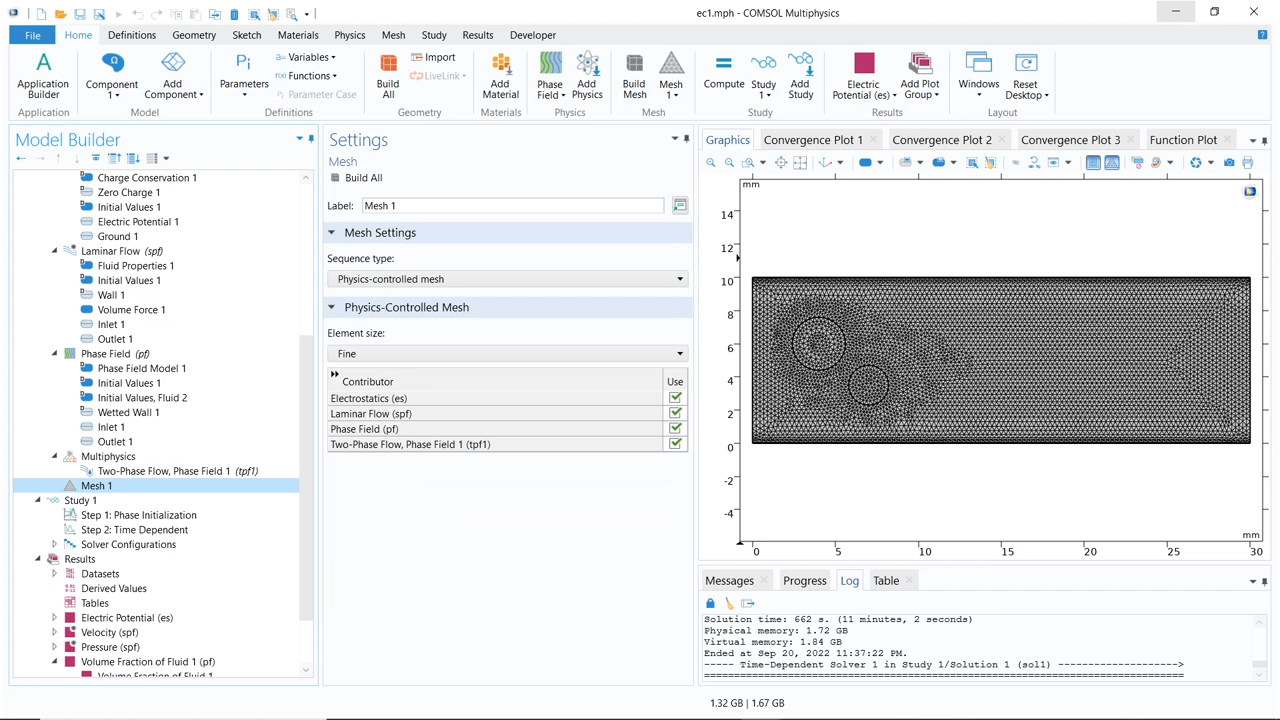 ec1.mph - COMSOL Multiphysics
File Home Definitions Geometry Sketch Materials Physics Mesh Study Results Developer
Application Builder
Application
Component 1
Add Component
Model
Pi
Parameters
a= Variables
f(x) Functions
Parameter Case
Definitions
Build All
Import
LiveLink
Geometry
Add Material
Materials
Phase Field
Add Physics
Physics
Build Mesh
Mesh 1
Mesh
Compute
Study 1
Add Study
Study
Electric Potential (es)
Add Plot Group
Results
Windows
Reset Desktop
Layout
Model Builder
Charge Conservation 1
Zero Charge 1
Initial Values 1
Electric Potential 1
Ground 1
Laminar Flow (spf)
Fluid Properties 1
Initial Values 1
Wall 1
Volume Force 1
Inlet 1
Outlet 1
Phase Field (pf)
Phase Field Model 1
Initial Values 1
Initial Values, Fluid 2
Wetted Wall 1
Inlet 1
Outlet 1
Multiphysics
Two-Phase Flow, Phase Field 1 (tpf1)
Mesh 1
Study 1
Step 1: Phase Initialization
Step 2: Time Dependent
Solver Configurations
Results
Datasets
Derived Values
Tables
Electric Potential (es)
Velocity (spf)
Pressure (spf)
Volume Fraction of Fluid 1 (pf)
Volume Fraction of Fluid 1
Settings
Mesh
Build All
Label: Mesh 1
Mesh Settings
Sequence type:
Physics-controlled mesh
Physics-Controlled Mesh
Element size:
Fine
Contributor Use
Electrostatics (es)
Laminar Flow (spf)
Phase Field (pf)
Two-Phase Flow, Phase Field 1 (tpf1)
Graphics Convergence Plot 1 Convergence Plot 2 Convergence Plot 3 Function Plot
mm
14
12
10
8
6
4
2
0
-2
-4
mm
0 5 10 15 20 25 30
Messages Progress Log Table
Solution time: 662 s. (11 minutes, 2 seconds)
Physical memory: 1.72 GB
Virtual memory: 1.84 GB
Ended at Sep 20, 2022 11:37:22 PM.
----- Time-Dependent Solver 1 in Study 1/Solution 1 (sol1) -------------------->
1.32 GB | 1.67 GB